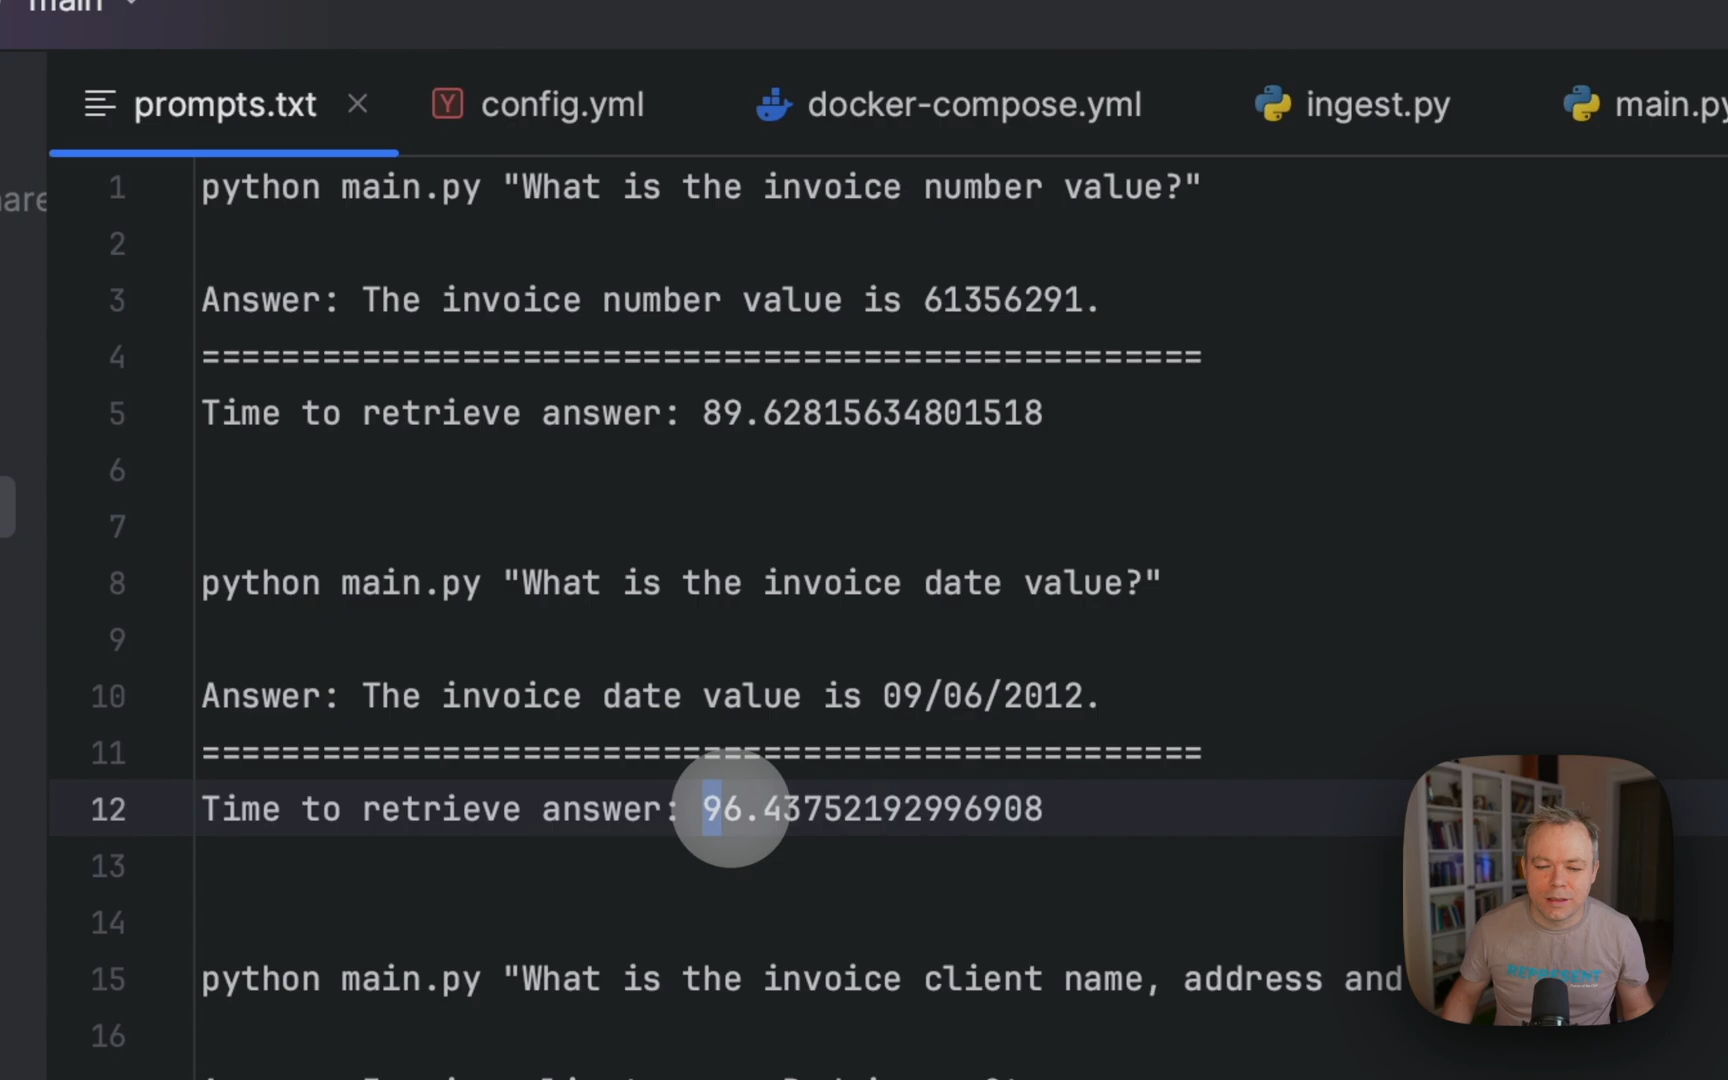 main
prompts.txt
config.yml
docker-compose.yml
ingest.py
main.py
1 python main.py "What is the invoice number value?"
2
3 Answer: The invoice number value is 61356291.
4 ==================================================
5 Time to retrieve answer: 89.62815634801518
6
7
8 python main.py "What is the invoice date value?"
9
10 Answer: The invoice date value is 09/06/2012.
11 ==================================================
12 Time to retrieve answer: 96.43752192996908
13
14
15 python main.py "What is the invoice client name, address and
16
REPRESENT